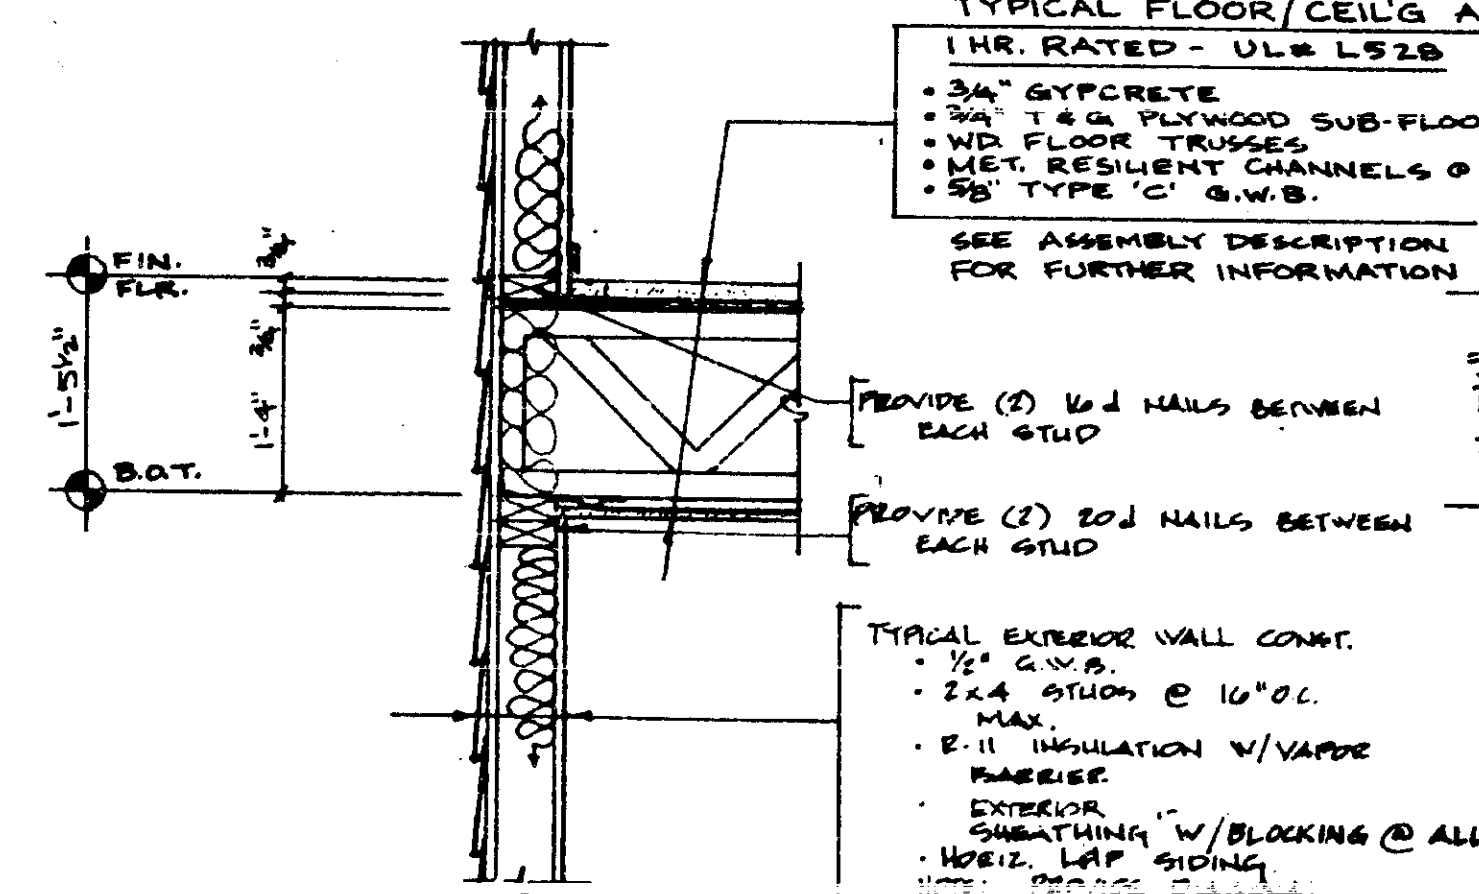 TYPICAL FLOOR/CEIL'G A
1 HR. RATED - UL# L528
• 3/4" GYPCRETE
• 3/4" T & G PLYWOOD SUB-FLOO
• WD. FLOOR TRUSSES
• MET. RESILIENT CHANNELS @
• 5/8" TYPE 'C' G.W.B.
SEE ASSEMBLY DESCRIPTION
FOR FURTHER INFORMATION
FIN.
FLR.
3/4"
3/4"
1'-4"
1'-5 1/2"
B.O.T.
PROVIDE (2) 16d NAILS BETWEEN
EACH STUD
PROVIDE (2) 20d NAILS BETWEEN
EACH STUD
TYPICAL EXTERIOR WALL CONST.
• 1/2" G.W.B.
• 2x4 STUDS @ 16" O.C.
MAX.
• R-11 INSULATION W/VAPOR
BARRIER.
• EXTERIOR
SHEATHING W/BLOCKING @ ALL
• HORIZ. LAP SIDING